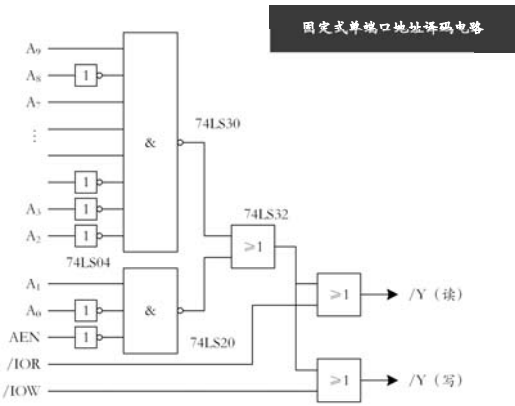 固定式单端口地址译码电路
A9
A8
1
A7
⋮
74LS30
&
1
A3
1
A2
1
74LS32
≥1
74LS04
A1
A0
1
&
AEN
1
74LS20
/IOR
≥1
/Y（读）
/IOW
≥1
/Y（写）